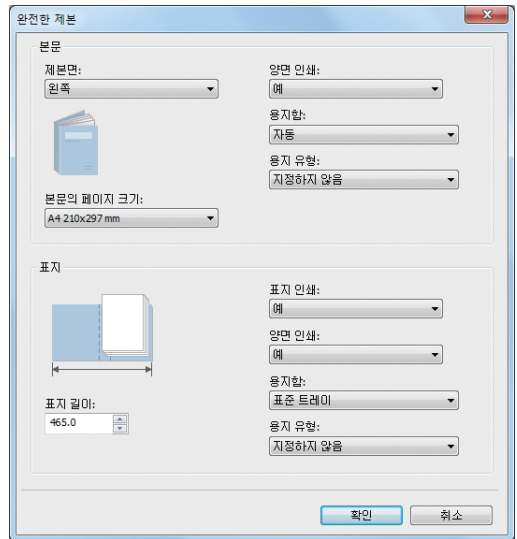 완전한 제본
본문
제본면:
왼쪽
본문의 페이지 크기:
A4 210x297 mm
양면 인쇄:
예
용지함:
자동
용지 유형:
지정하지 않음
표지
표지 길이:
465.0
표지 인쇄:
예
양면 인쇄:
예
용지함:
표준 트레이
용지 유형:
지정하지 않음
확인
취소